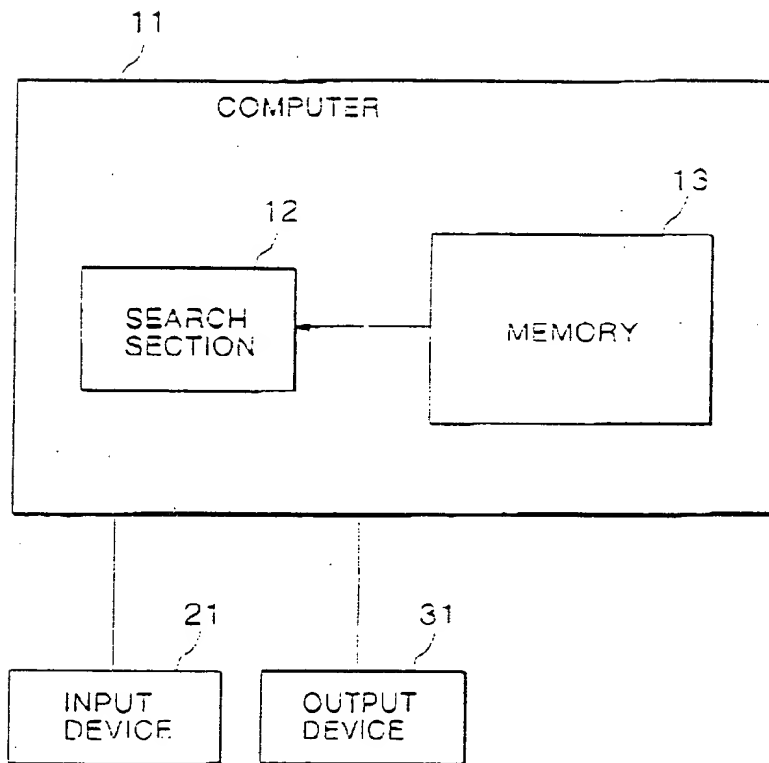 11
COMPUTER
12
13
SEARCH
SECTION
MEMORY
21
31
INPUT
DEVICE
OUTPUT
DEVICE